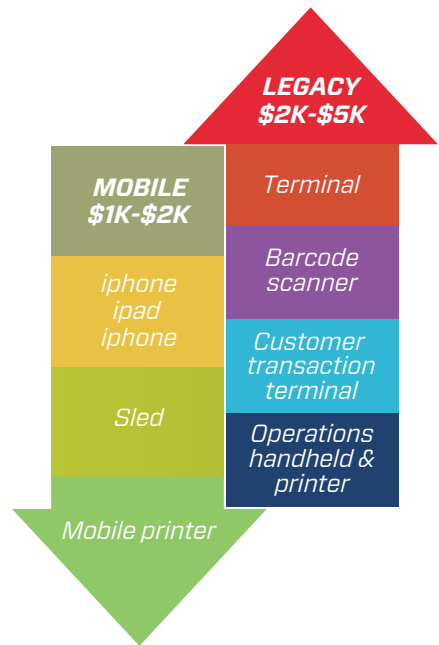 LEGACY
$2K-$5K
Terminal
Barcode
scanner
Customer
transaction
terminal
Operations
handheld &
printer
MOBILE
$1K-$2K
iphone
ipad
iphone
Sled
Mobile printer